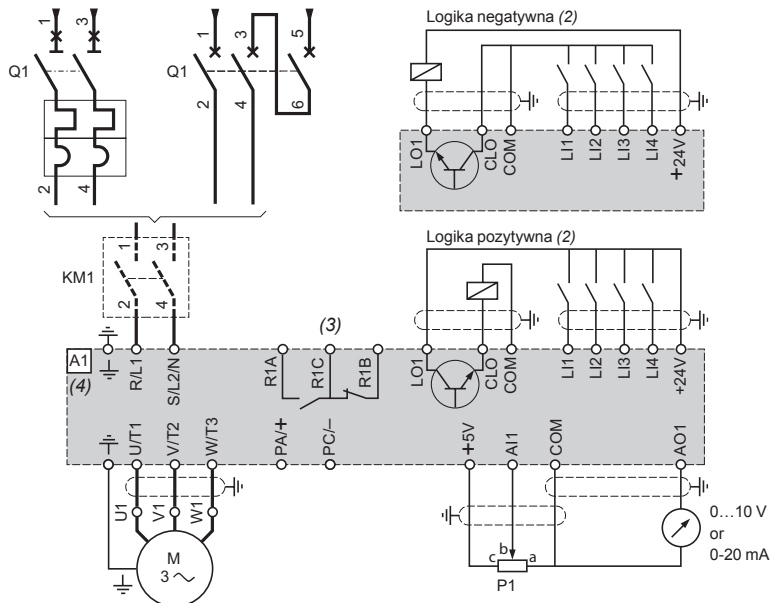 Logika negatywna (2)
1 3
Q1
2 4
1 3 5
Q1
2 4 6
LO1 CLO COM LI1 LI2 LI3 LI4 +24V
Logika pozytywna (2)
1 3
KM1
2 4
(3)
A1
(4)
R/L1 S/L2/N R1A R1C R1B LO1 CLO COM LI1 LI2 LI3 LI4 +24V
U/T1 V/T2 W/T3 PA/+ PC/– +5V AI1 COM AO1
U1 V1 W1
M
3
c b a
P1
0...10 V
or
0-20 mA